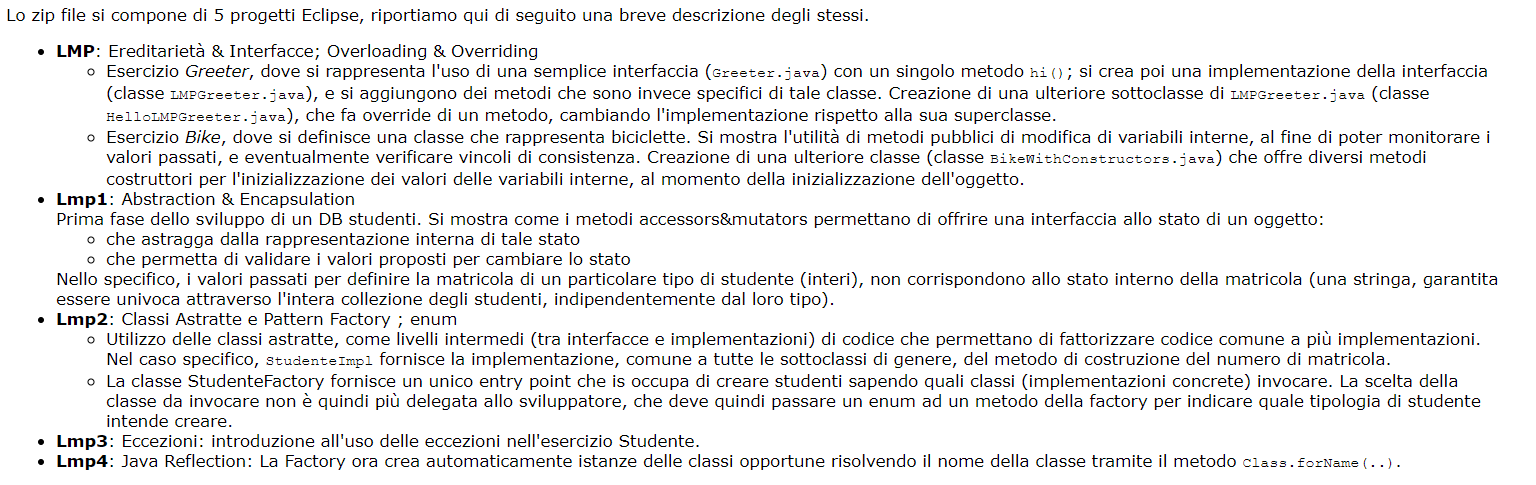 Lo zip file si compone di 5 progetti Eclipse, riportiamo qui di seguito una breve descrizione degli stessi.
• LMP: Ereditarietà & Interfacce; Overloading & Overriding
◦ Esercizio Greeter, dove si rappresenta l'uso di una semplice interfaccia (Greeter.java) con un singolo metodo hi(); si crea poi una implementazione della interfaccia
(classe LMPGreeter.java), e si aggiungono dei metodi che sono invece specifici di tale classe. Creazione di una ulteriore sottoclasse di LMPGreeter.java (classe
HelloLMPGreeter.java), che fa override di un metodo, cambiando l'implementazione rispetto alla sua superclasse.
◦ Esercizio Bike, dove si definisce una classe che rappresenta biciclette. Si mostra l'utilità di metodi pubblici di modifica di variabili interne, al fine di poter monitorare i
valori passati, e eventualmente verificare vincoli di consistenza. Creazione di una ulteriore classe (classe BikeWithConstructors.java) che offre diversi metodi
costruttori per l'inizializzazione dei valori delle variabili interne, al momento della inizializzazione dell'oggetto.
• Lmp1: Abstraction & Encapsulation
Prima fase dello sviluppo di un DB studenti. Si mostra come i metodi accessors&mutators permettano di offrire una interfaccia allo stato di un oggetto:
◦ che astragga dalla rappresentazione interna di tale stato
◦ che permetta di validare i valori proposti per cambiare lo stato
Nello specifico, i valori passati per definire la matricola di un particolare tipo di studente (interi), non corrispondono allo stato interno della matricola (una stringa, garantita
essere univoca attraverso l'intera collezione degli studenti, indipendentemente dal loro tipo).
• Lmp2: Classi Astratte e Pattern Factory ; enum
◦ Utilizzo delle classi astratte, come livelli intermedi (tra interfacce e implementazioni) di codice che permettano di fattorizzare codice comune a più implementazioni.
Nel caso specifico, StudenteImpl fornisce la implementazione, comune a tutte le sottoclassi di genere, del metodo di costruzione del numero di matricola.
◦ La classe StudenteFactory fornisce un unico entry point che is occupa di creare studenti sapendo quali classi (implementazioni concrete) invocare. La scelta della
classe da invocare non è quindi più delegata allo sviluppatore, che deve quindi passare un enum ad un metodo della factory per indicare quale tipologia di studente
intende creare.
• Lmp3: Eccezioni: introduzione all'uso delle eccezioni nell'esercizio Studente.
• Lmp4: Java Reflection: La Factory ora crea automaticamente istanze delle classi opportune risolvendo il nome della classe tramite il metodo Class.forName(..).